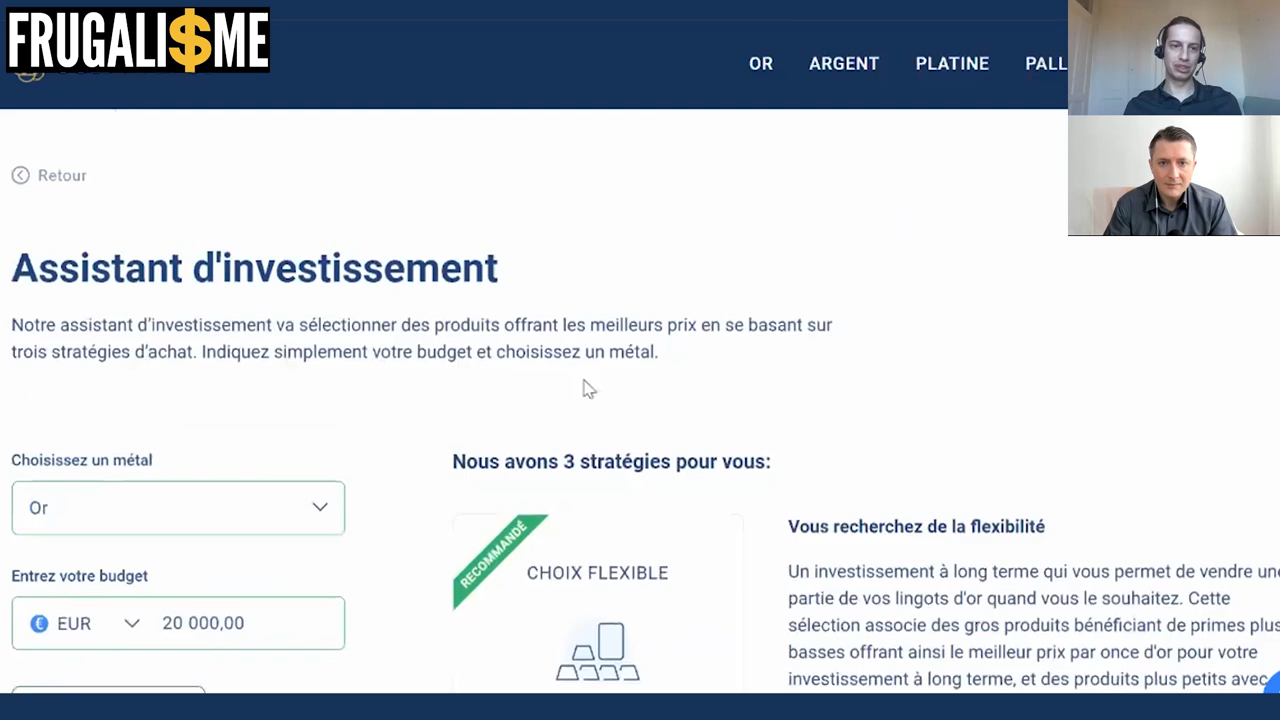 FRUGALI$ME
OR ARGENT PLATINE PALL
Retour
Assistant d'investissement
Notre assistant d'investissement va sélectionner des produits offrant les meilleurs prix en se basant sur
trois stratégies d'achat. Indiquez simplement votre budget et choisissez un métal.
Choisissez un métal
Or
Entrez votre budget
€ EUR 20 000,00
Nous avons 3 stratégies pour vous:
RECOMMANDÉ
CHOIX FLEXIBLE
Vous recherchez de la flexibilité
Un investissement à long terme qui vous permet de vendre une
partie de vos lingots d'or quand vous le souhaitez. Cette
sélection associe des gros produits bénéficiant de primes plus
basses offrant ainsi le meilleur prix par once d'or pour votre
investissement à long terme, et des produits plus petits avec